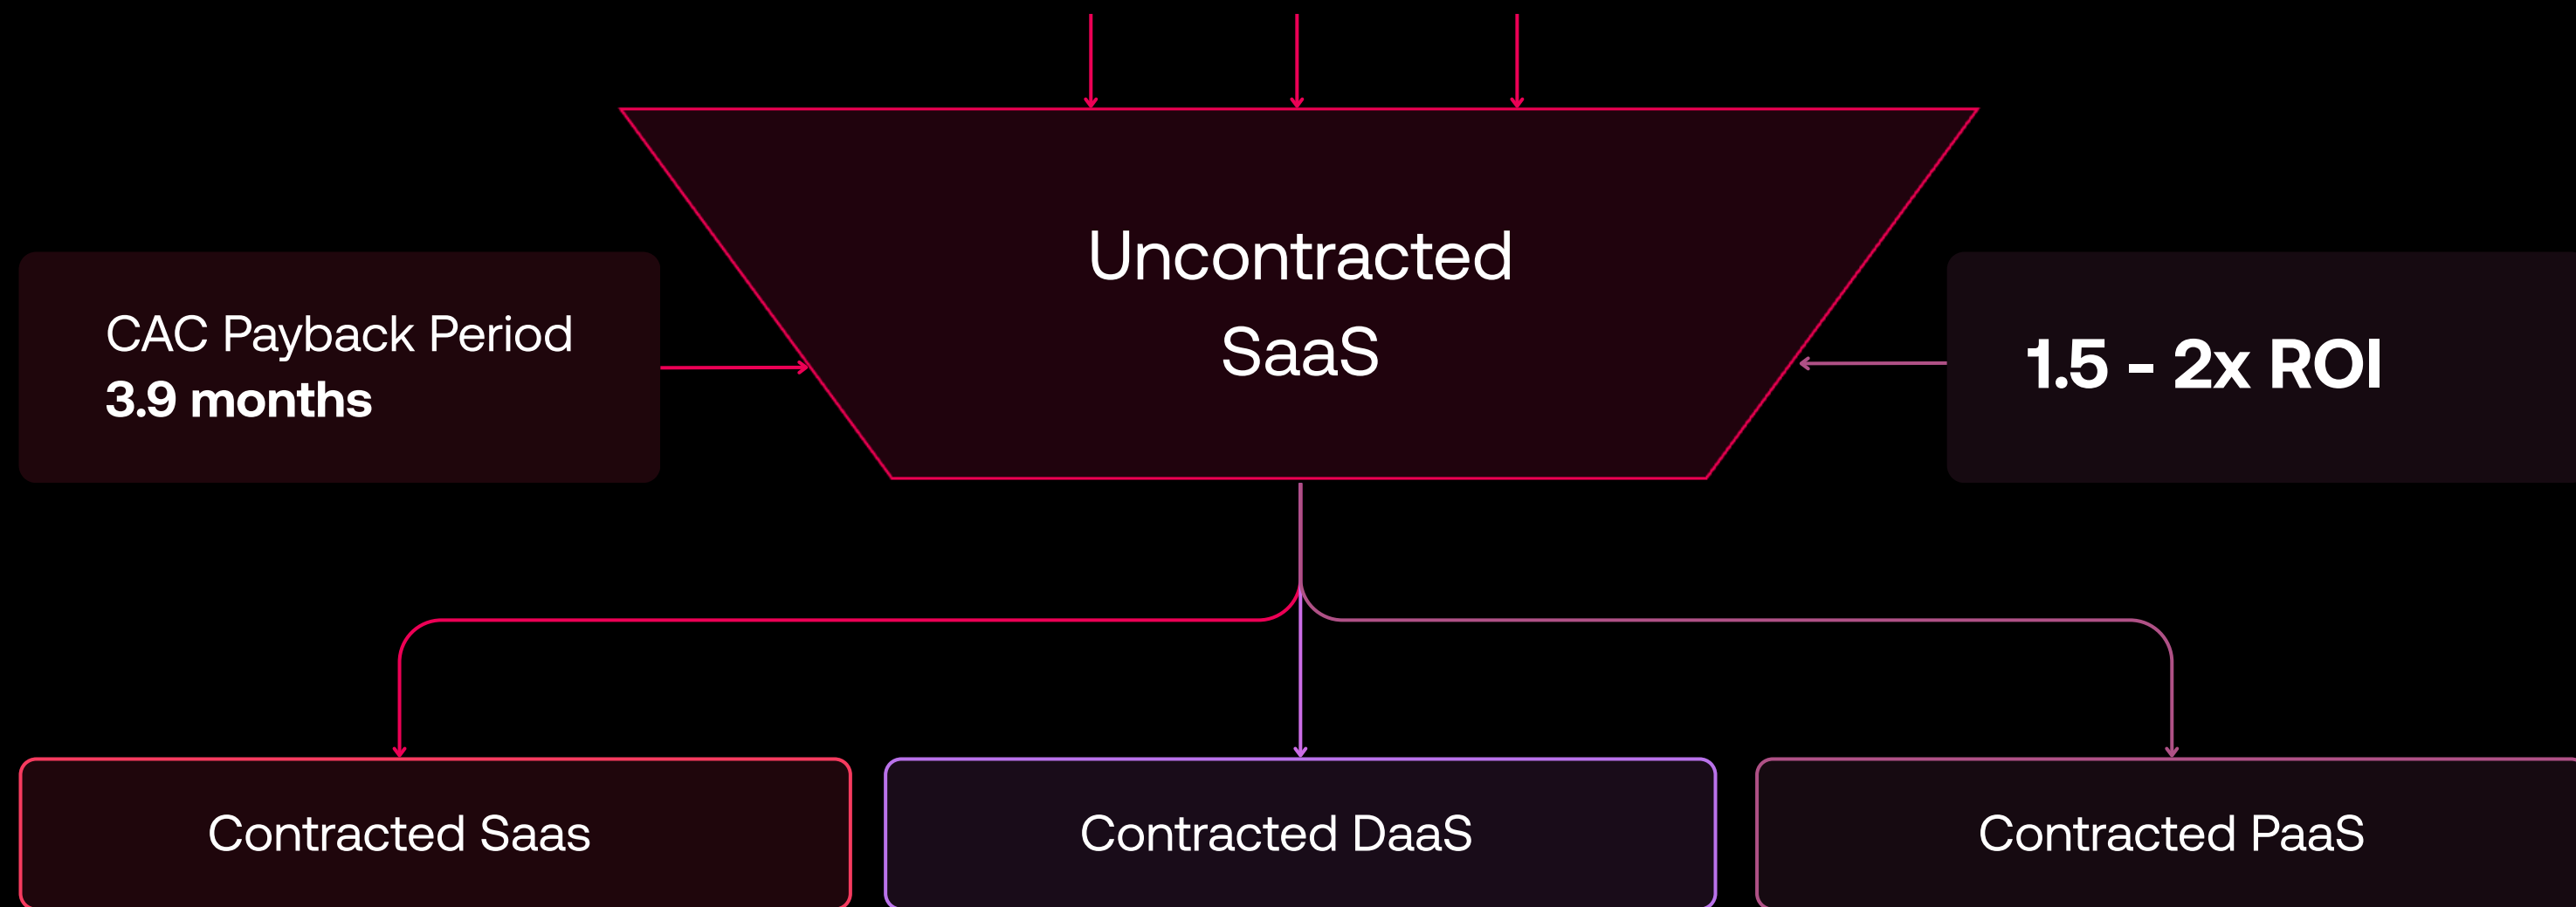 Uncontracted
SaaS
CAC Payback Period
3.9 months
1.5 - 2x ROI
Contracted Saas
Contracted DaaS
Contracted PaaS